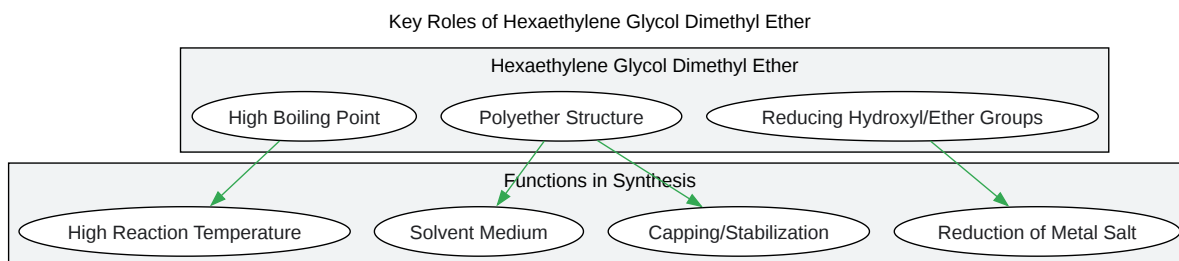 Key Roles of Hexaethylene Glycol Dimethyl Ether
Hexaethylene Glycol Dimethyl Ether
High Boiling Point
Polyether Structure
Reducing Hydroxyl/Ether Groups
Functions in Synthesis
High Reaction Temperature
Solvent Medium
Capping/Stabilization
Reduction of Metal Salt